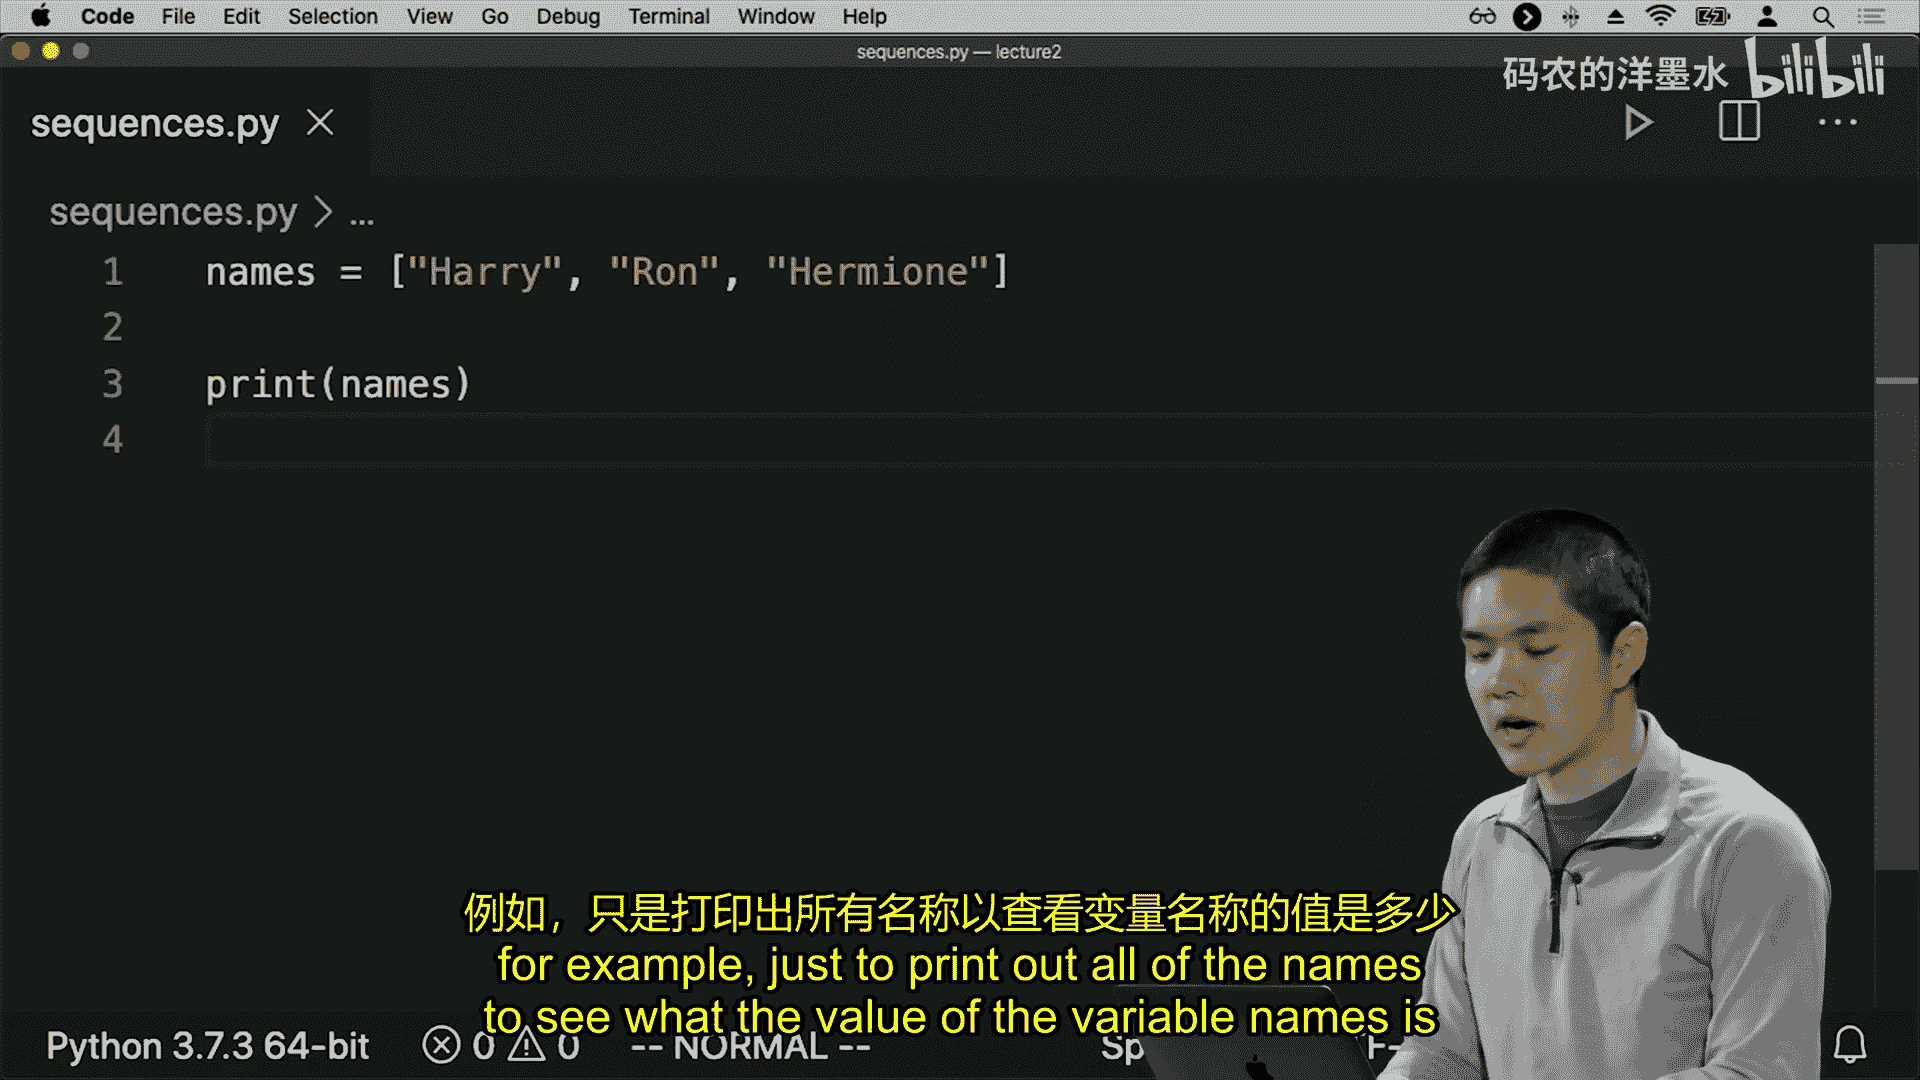 Code File Edit Selection View Go Debug Terminal Window Help
sequences.py — lecture2
码农的洋墨水 bilibili
sequences.py
sequences.py > ...
1 names = ["Harry", "Ron", "Hermione"]
2
3 print(names)
4
例如，只是打印出所有名称以查看变量名称的值是多少
for example, just to print out all of the names
to see what the value of the variable names is
Python 3.7.3 64-bit 0 0 -- NORMAL --